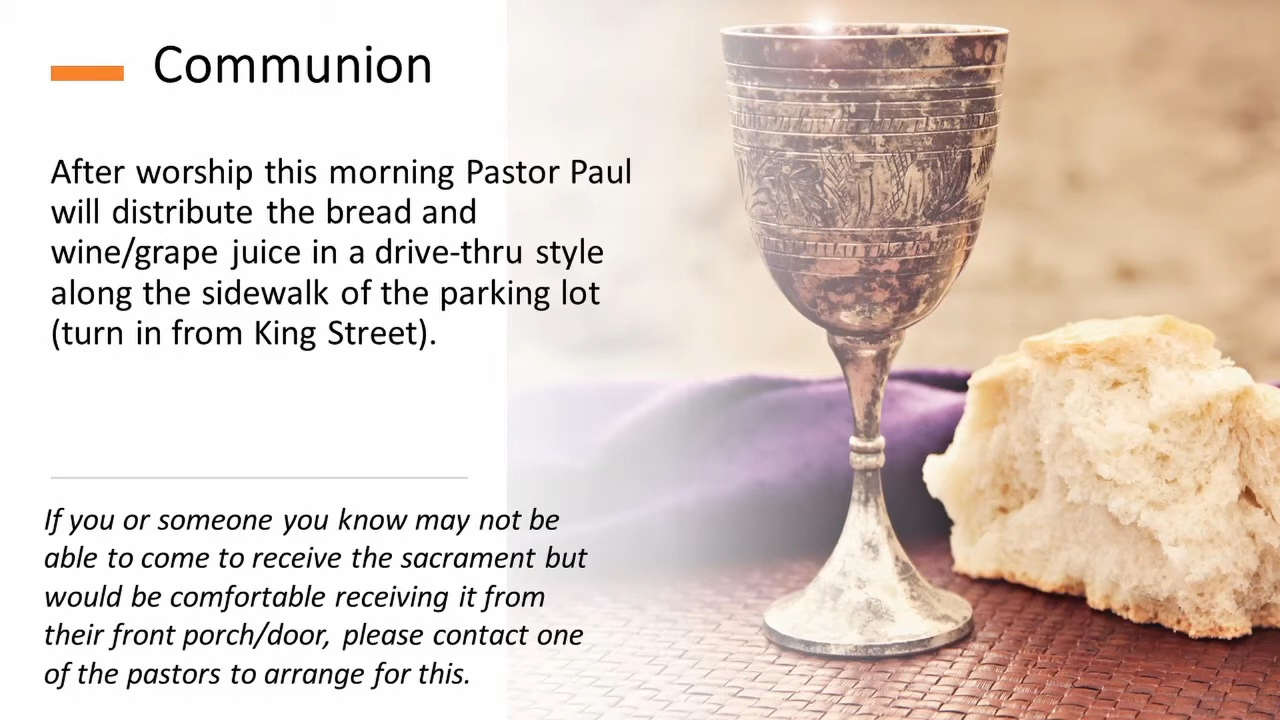 Communion
After worship this morning Pastor Paul
will distribute the bread and
wine/grape juice in a drive-thru style
along the sidewalk of the parking lot
(turn in from King Street).
If you or someone you know may not be
able to come to receive the sacrament but
would be comfortable receiving it from
their front porch/door, please contact one
of the pastors to arrange for this.